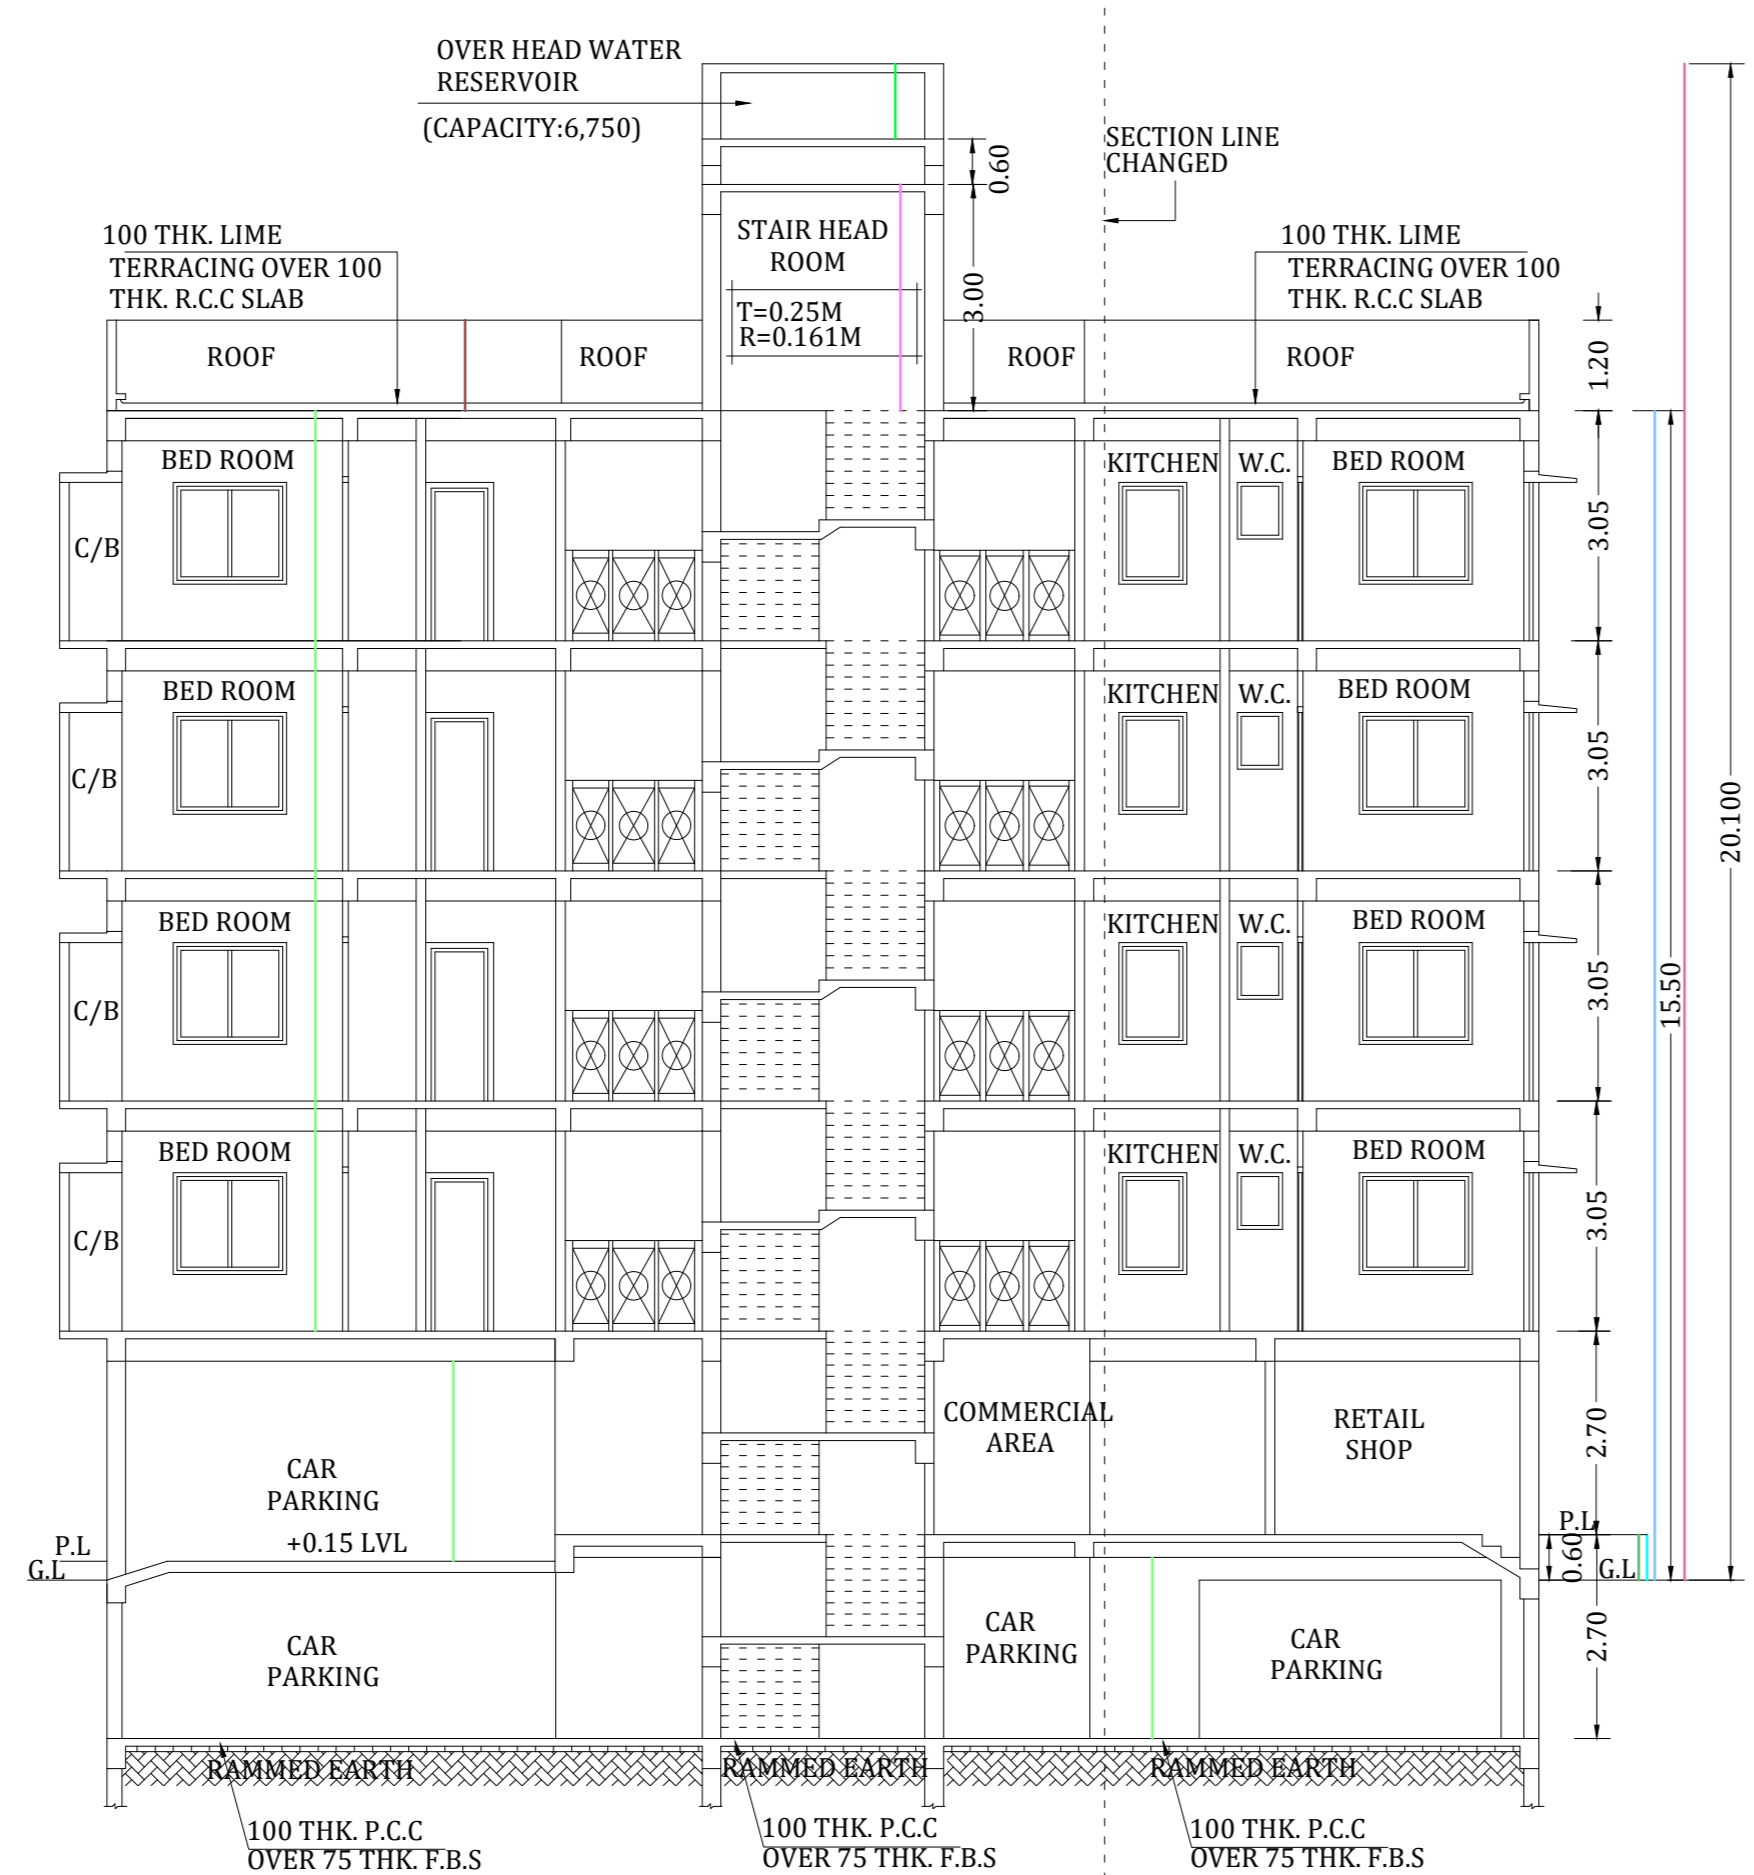 OVER HEAD WATER
RESERVOIR
(CAPACITY:6,750)
SECTION LINE
CHANGED
0.60
100 THK. LIME
TERRACING OVER 100
THK. R.C.C SLAB
STAIR HEAD
ROOM
T=0.25M
R=0.161M
3.00
100 THK. LIME
TERRACING OVER 100
THK. R.C.C SLAB
ROOF
ROOF
ROOF
ROOF
1.20
BED ROOM
KITCHEN
W.C.
BED ROOM
C/B
3.05
BED ROOM
KITCHEN
W.C.
BED ROOM
C/B
3.05
20.100
BED ROOM
KITCHEN
W.C.
BED ROOM
C/B
3.05
15.50
BED ROOM
KITCHEN
W.C.
BED ROOM
C/B
3.05
COMMERCIAL
AREA
RETAIL
SHOP
2.70
CAR
PARKING
+0.15 LVL
P.L
G.L
P.L
0.60
G.L
CAR
PARKING
CAR
PARKING
CAR
PARKING
2.70
RAMMED EARTH
RAMMED EARTH
RAMMED EARTH
100 THK. P.C.C
OVER 75 THK. F.B.S
100 THK. P.C.C
OVER 75 THK. F.B.S
100 THK. P.C.C
OVER 75 THK. F.B.S